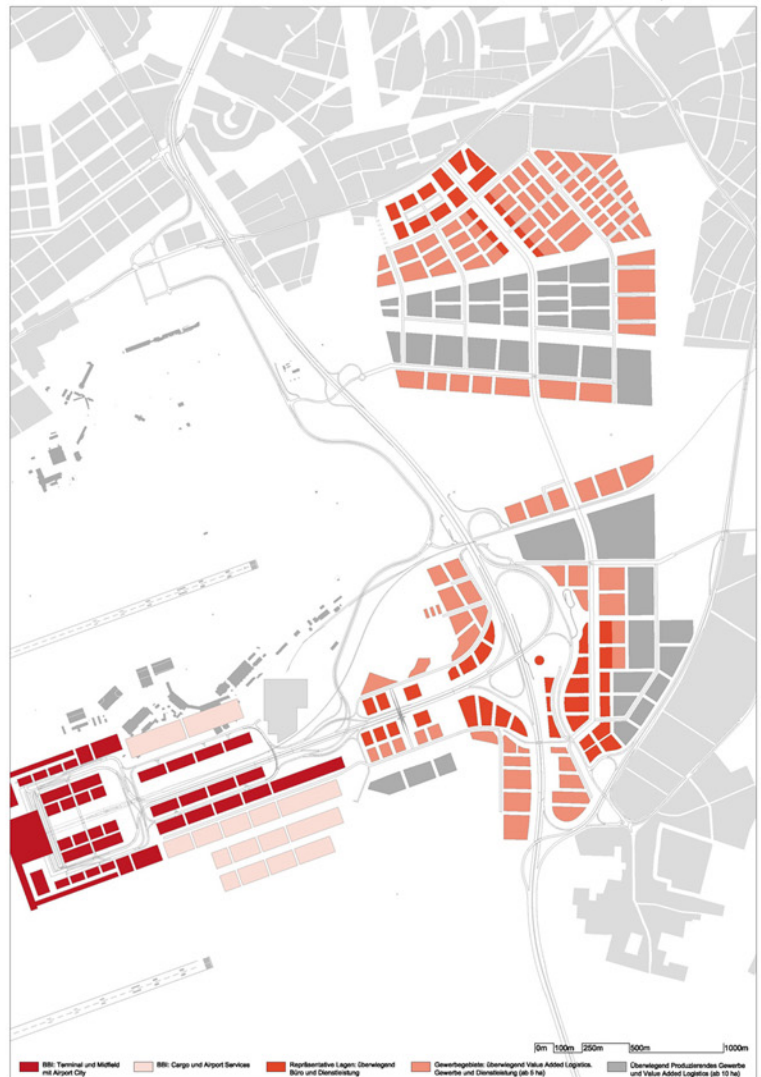 0m 100m 250m 500m 1000m
BBI: Terminal und Midfield
mit Airport City
BBI: Cargo und Airport Services
Repräsentative Lagen: überwiegend
Büro und Dienstleistung
Gewerbegebiete: überwiegend Value Added Logistics.
Gewerbe und Dienstleistung (ab 5 ha)
Überwiegend Produzierendes Gewerbe
und Value Added Logistics (ab 10 ha)